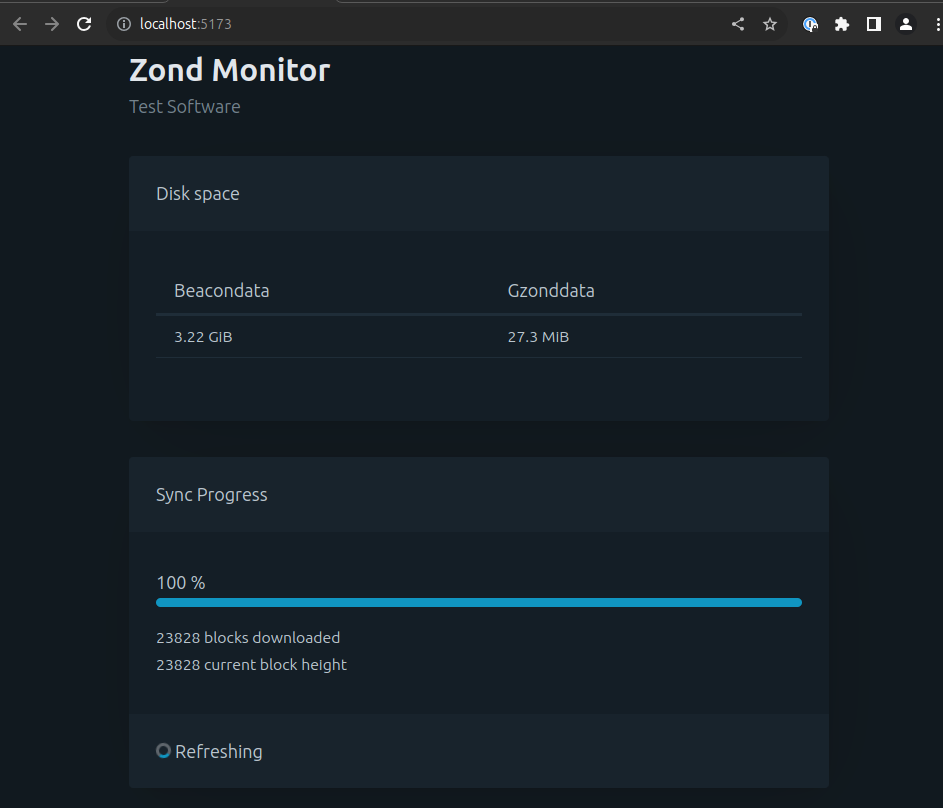 localhost:5173
Zond Monitor
Test Software
Disk space
Beacondata Gzonddata
3.22 GIB 27.3 MIB
Sync Progress
100 %
23828 blocks downloaded
23828 current block height
Refreshing